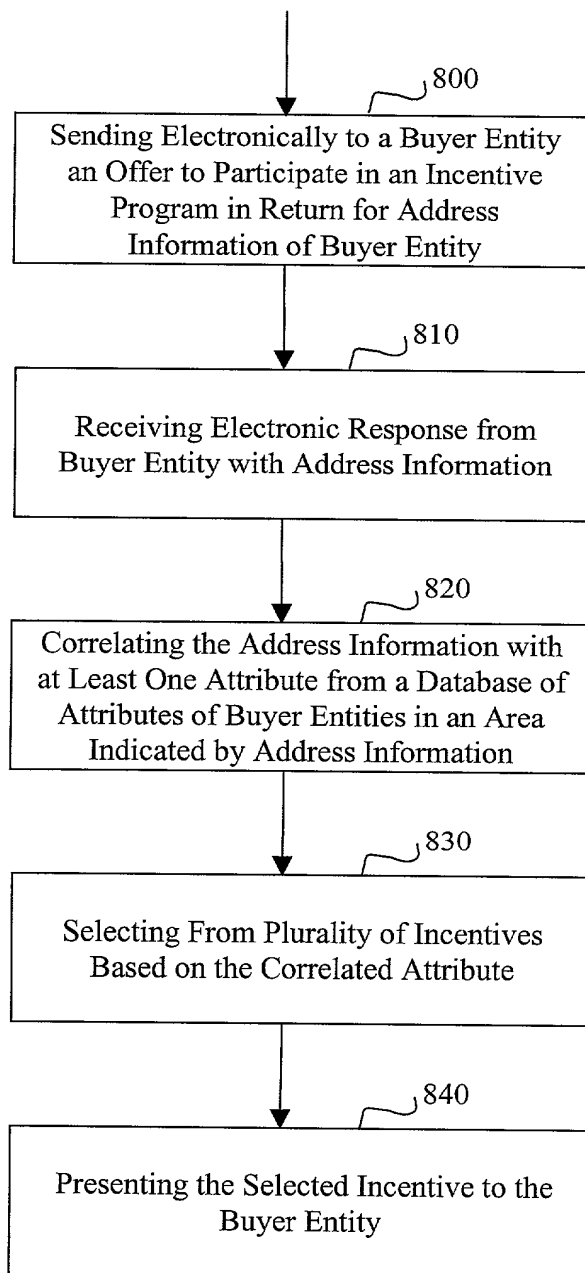 800
Sending Electronically to a Buyer Entity
an Offer to Participate in an Incentive
Program in Return for Address
Information of Buyer Entity
810
Receiving Electronic Response from
Buyer Entity with Address Information
820
Correlating the Address Information with
at Least One Attribute from a Database of
Attributes of Buyer Entities in an Area
Indicated by Address Information
830
Selecting From Plurality of Incentives
Based on the Correlated Attribute
840
Presenting the Selected Incentive to the
Buyer Entity